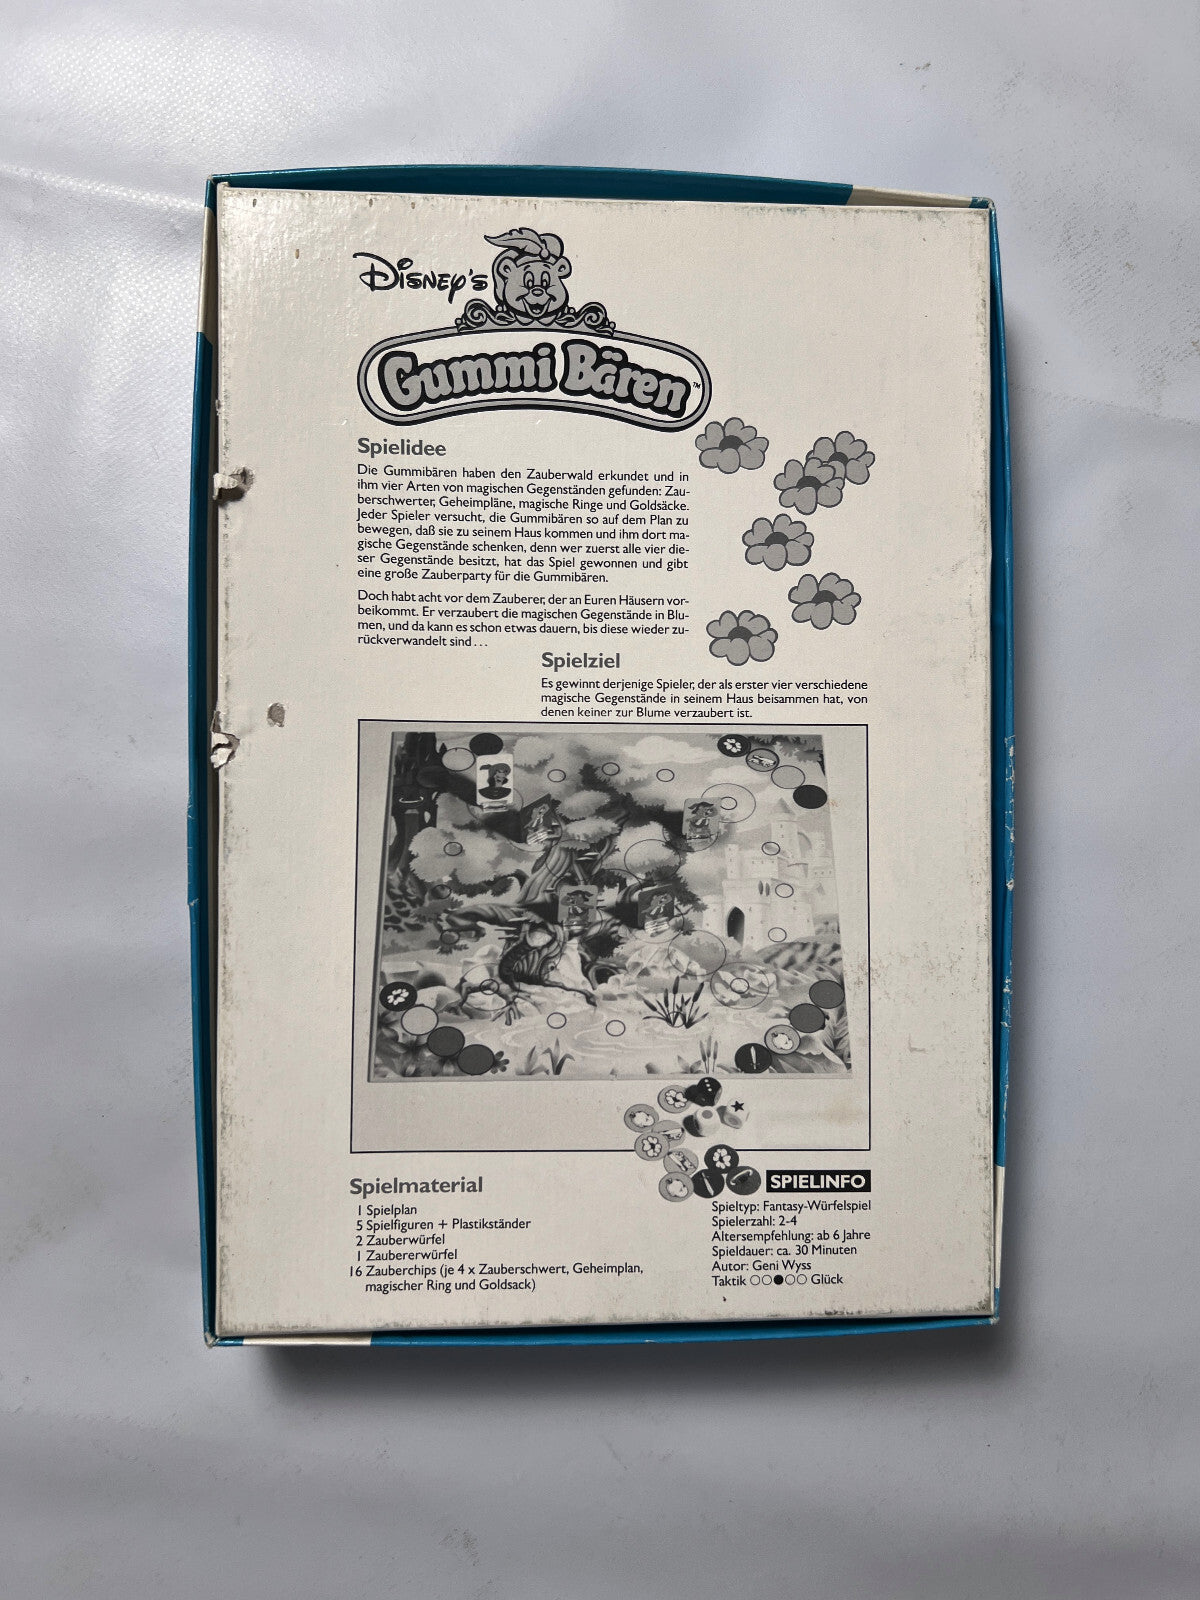 Disney's
Gummi Bären™
Spielidee
Die Gummibären haben den Zauberwald erkundet und in
ihm vier Arten von magischen Gegenständen gefunden: Zau-
berschwerter, Geheimpläne, magische Ringe und Goldsäcke.
Jeder Spieler versucht, die Gummibären so auf dem Plan zu
bewegen, daß sie zu seinem Haus kommen und ihm dort ma-
gische Gegenstände schenken, denn wer zuerst alle vier die-
ser Gegenstände besitzt, hat das Spiel gewonnen und gibt
eine große Zauberparty für die Gummibären.
Doch habt acht vor dem Zauberer, der an Euren Häusern vor-
beikommt. Er verzaubert die magischen Gegenstände in Blu-
men, und da kann es schon etwas dauern, bis diese wieder zu-
rückverwandelt sind...
Spielziel
Es gewinnt derjenige Spieler, der als erster vier verschiedene
magische Gegenstände in seinem Haus beisammen hat, von
denen keiner zur Blume verzaubert ist.
Spielmaterial
1 Spielplan
5 Spielfiguren + Plastikständer
2 Zauberwürfel
1 Zaubererwürfel
16 Zauberchips (je 4 x Zauberschwert, Geheimplan,
magischer Ring und Goldsack)
SPIELINFO
Spieltyp: Fantasy-Würfelspiel
Spielerzahl: 2-4
Altersempfehlung: ab 6 Jahre
Spieldauer: ca. 30 Minuten
Autor: Geni Wyss
Taktik ○○●○○ Glück